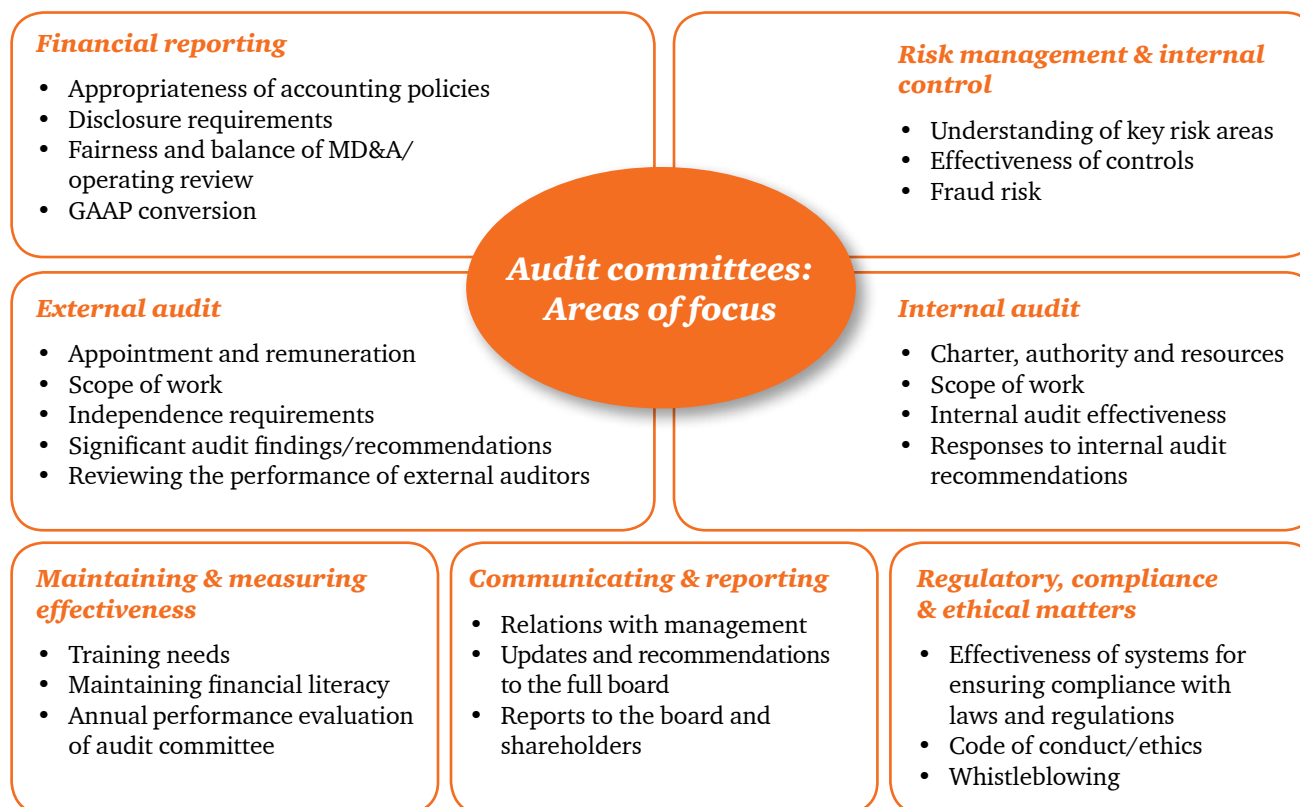 Financial reporting
• Appropriateness of accounting policies
• Disclosure requirements
• Fairness and balance of MD&A/
operating review
• GAAP conversion
Risk management & internal
control
• Understanding of key risk areas
• Effectiveness of controls
• Fraud risk
Audit committees:
Areas of focus
External audit
• Appointment and remuneration
• Scope of work
• Independence requirements
• Significant audit findings/recommendations
• Reviewing the performance of external auditors
Internal audit
• Charter, authority and resources
• Scope of work
• Internal audit effectiveness
• Responses to internal audit
recommendations
Maintaining & measuring
effectiveness
• Training needs
• Maintaining financial literacy
• Annual performance evaluation
of audit committee
Communicating & reporting
• Relations with management
• Updates and recommendations
to the full board
• Reports to the board and
shareholders
Regulatory, compliance
& ethical matters
• Effectiveness of systems for
ensuring compliance with
laws and regulations
• Code of conduct/ethics
• Whistleblowing